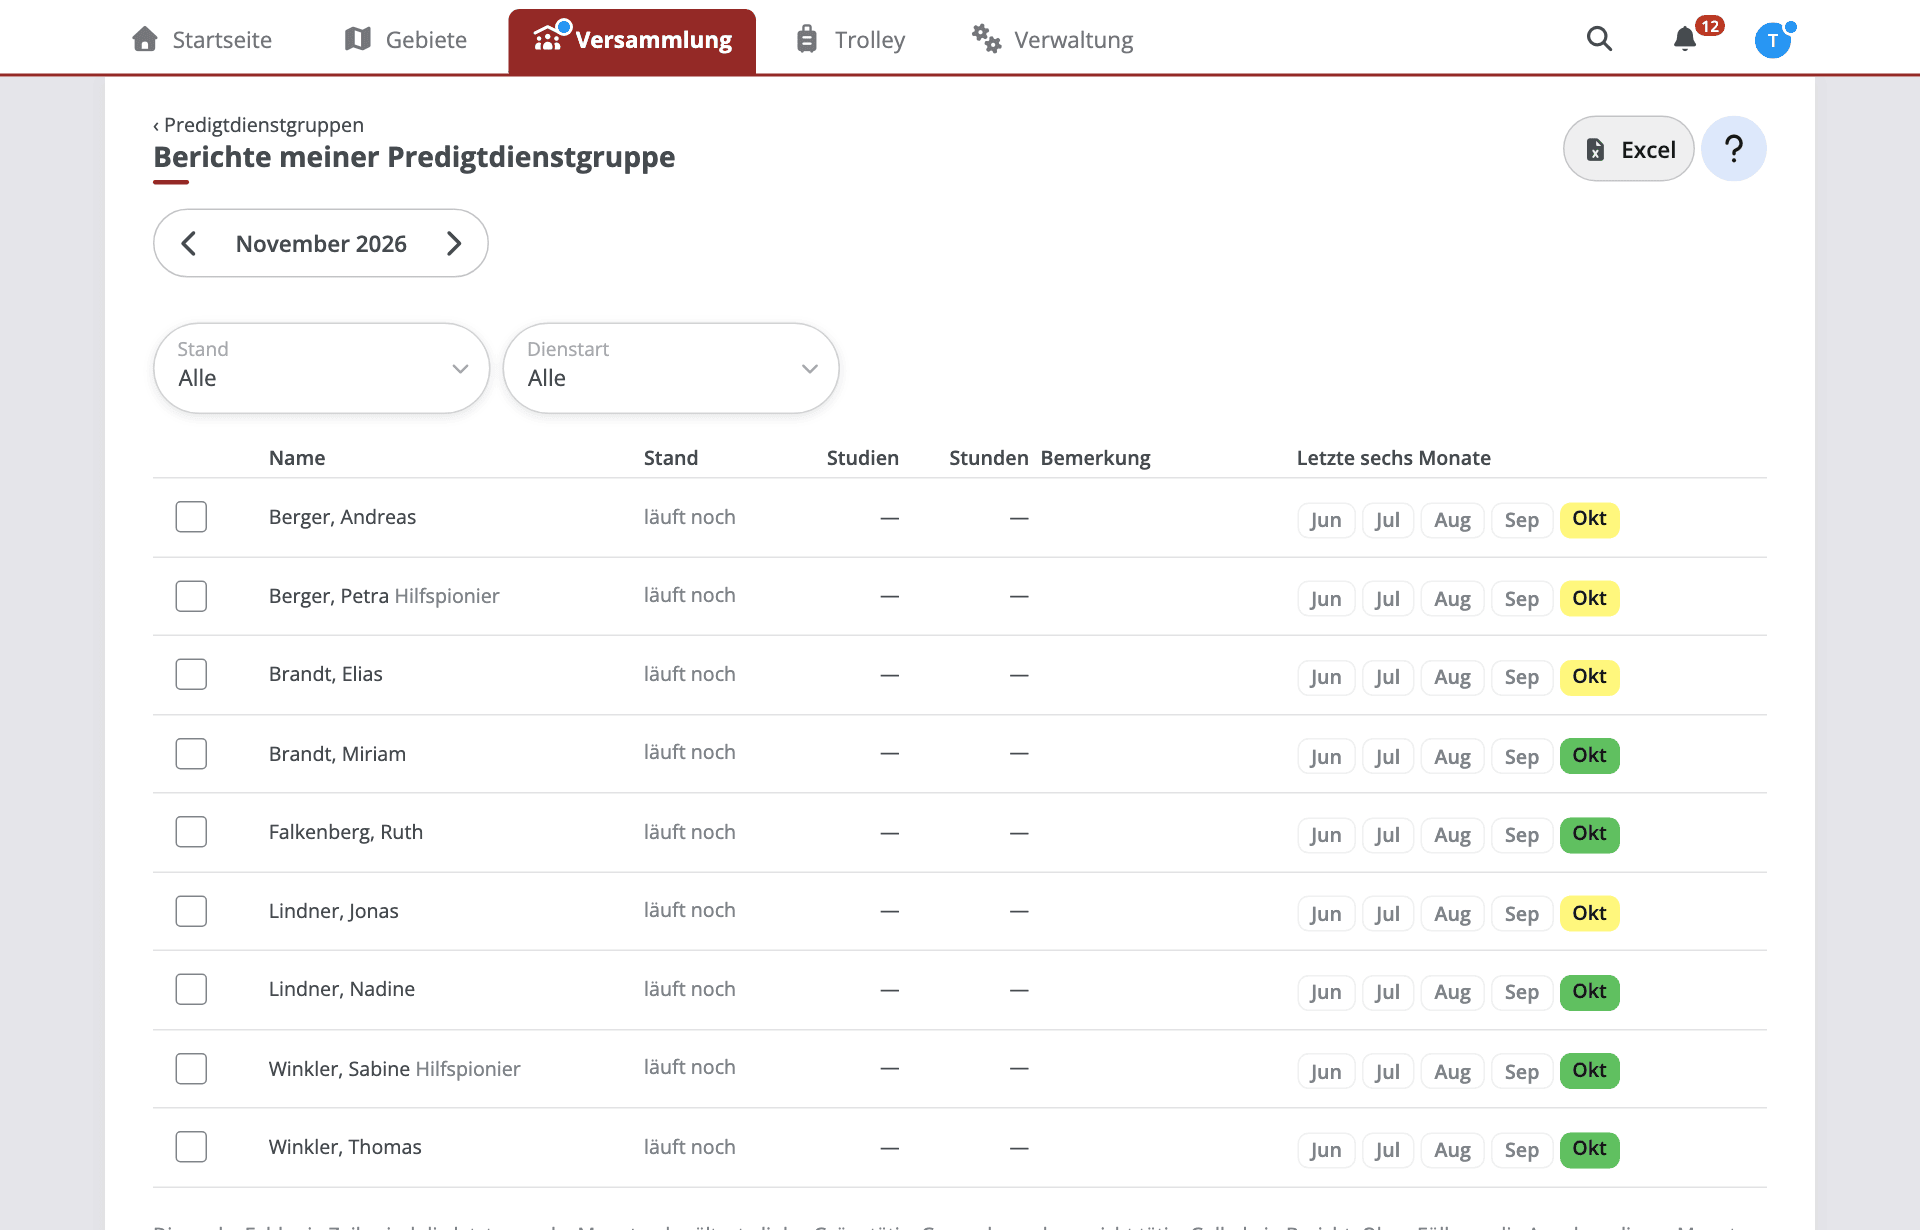 Startseite
Gebiete
Versammlung
Trolley
Verwaltung
12
T
‹ Predigtdienstgruppen
Berichte meiner Predigtdienstgruppe
Excel
?
November 2026
Stand
Alle
Dienstart
Alle
Name Stand Studien Stunden Bemerkung Letzte sechs Monate
Berger, Andreas läuft noch — — Jun Jul Aug Sep Okt
Berger, Petra Hilfspionier läuft noch — — Jun Jul Aug Sep Okt
Brandt, Elias läuft noch — — Jun Jul Aug Sep Okt
Brandt, Miriam läuft noch — — Jun Jul Aug Sep Okt
Falkenberg, Ruth läuft noch — — Jun Jul Aug Sep Okt
Lindner, Jonas läuft noch — — Jun Jul Aug Sep Okt
Lindner, Nadine läuft noch — — Jun Jul Aug Sep Okt
Winkler, Sabine Hilfspionier läuft noch — — Jun Jul Aug Sep Okt
Winkler, Thomas läuft noch — — Jun Jul Aug Sep Okt